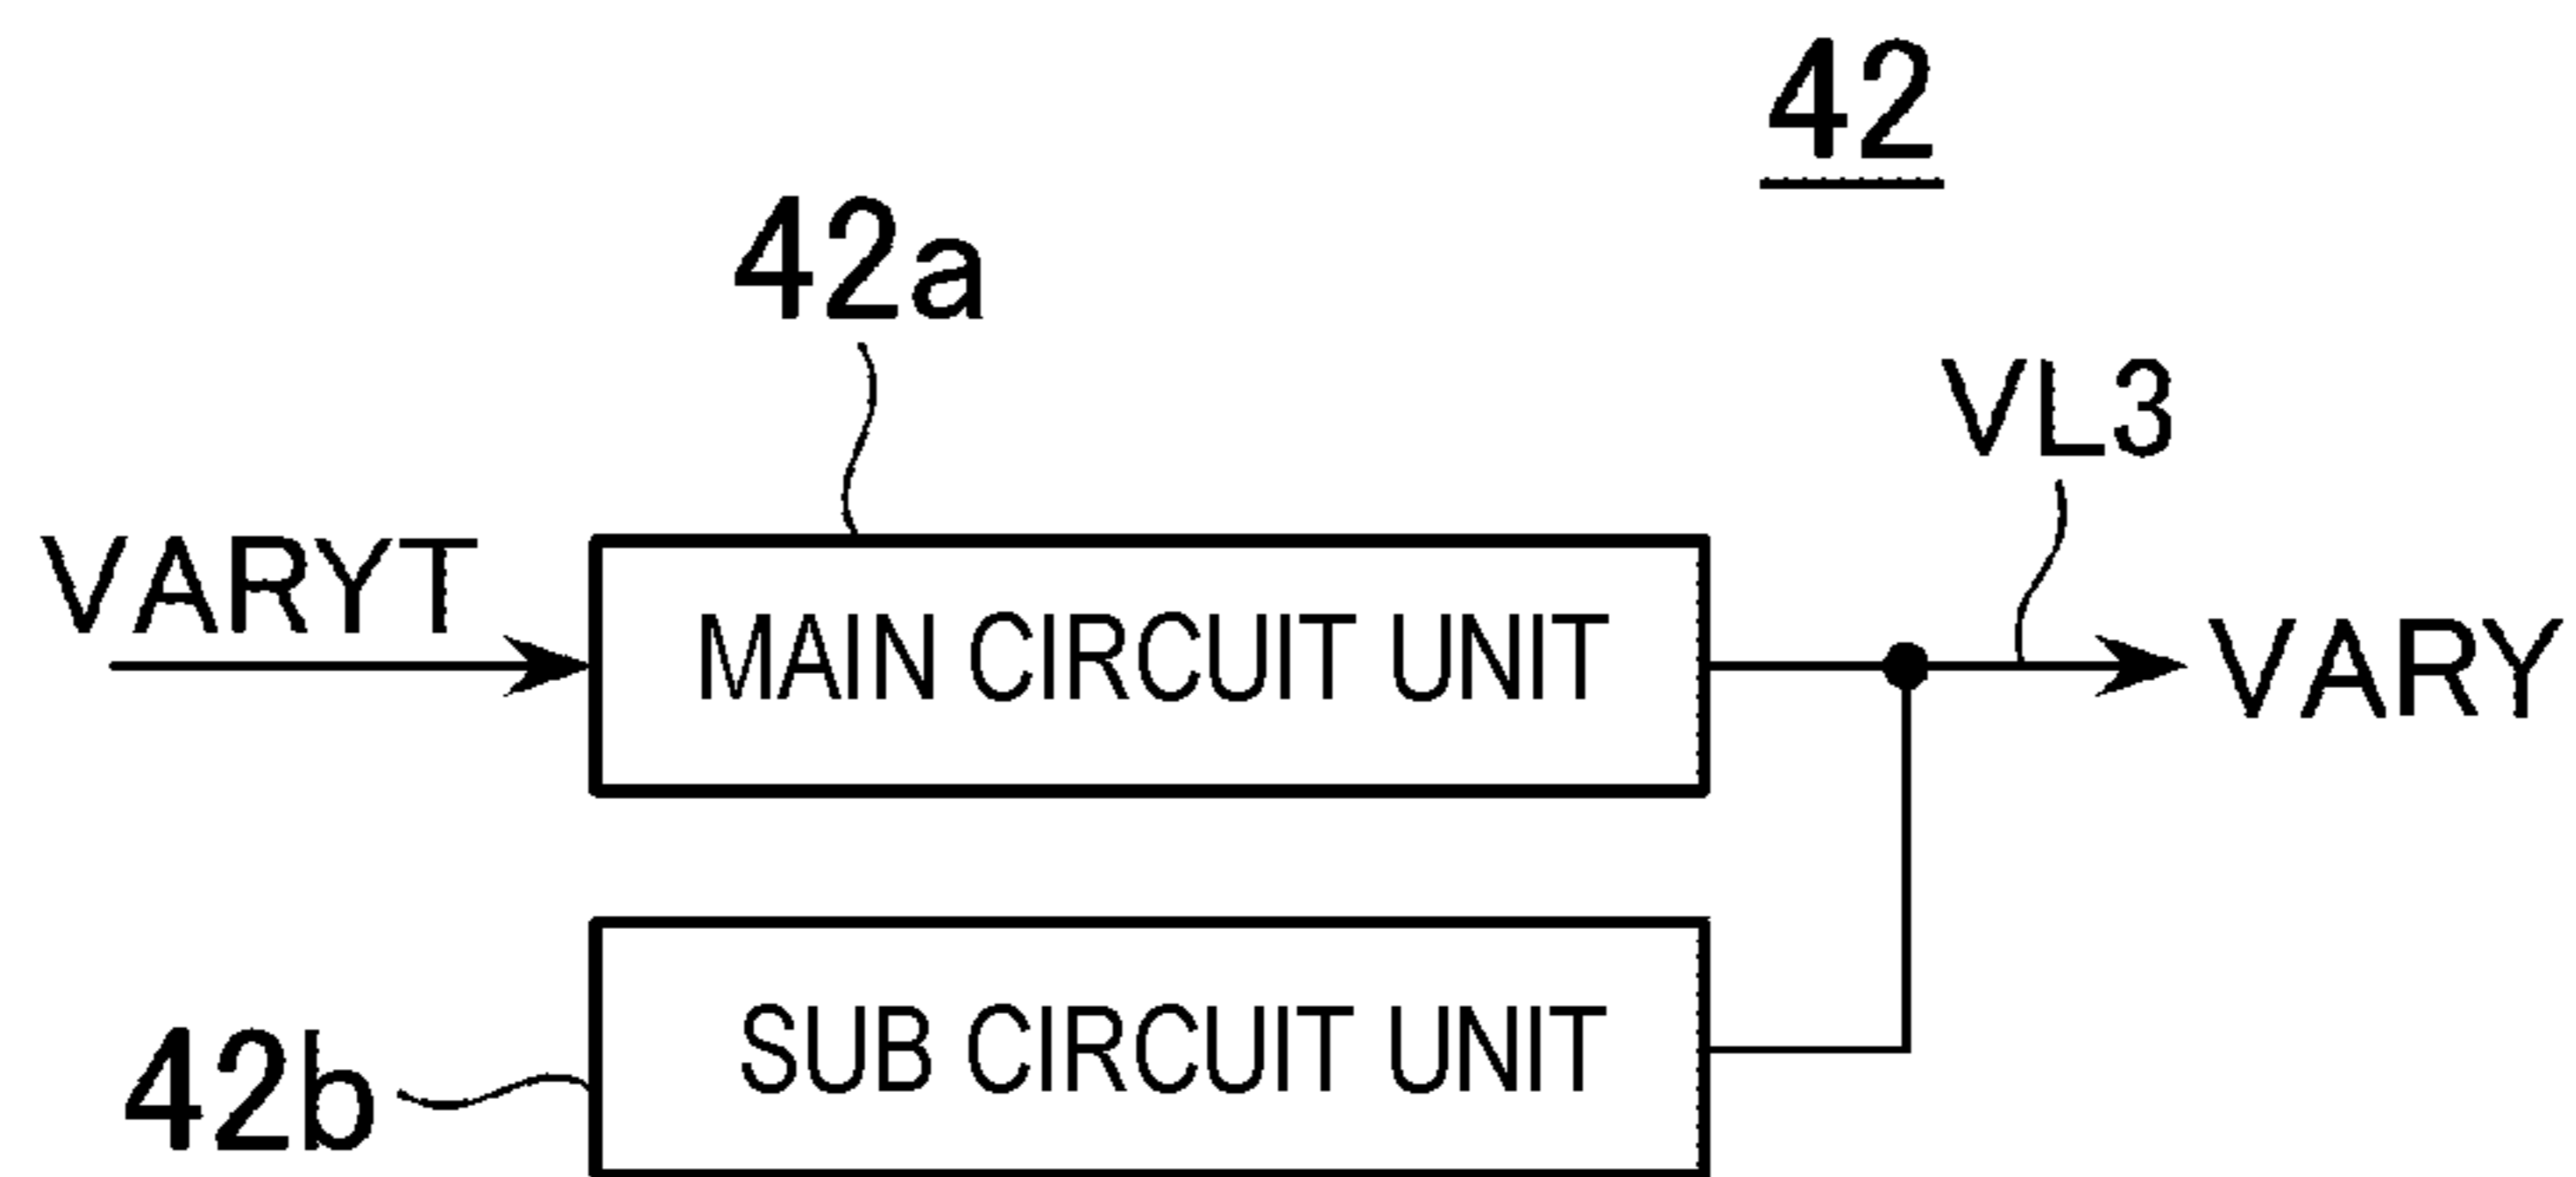 42
42a
VL3
VARYT
MAIN CIRCUIT UNIT
VARY
SUB CIRCUIT UNIT
42b